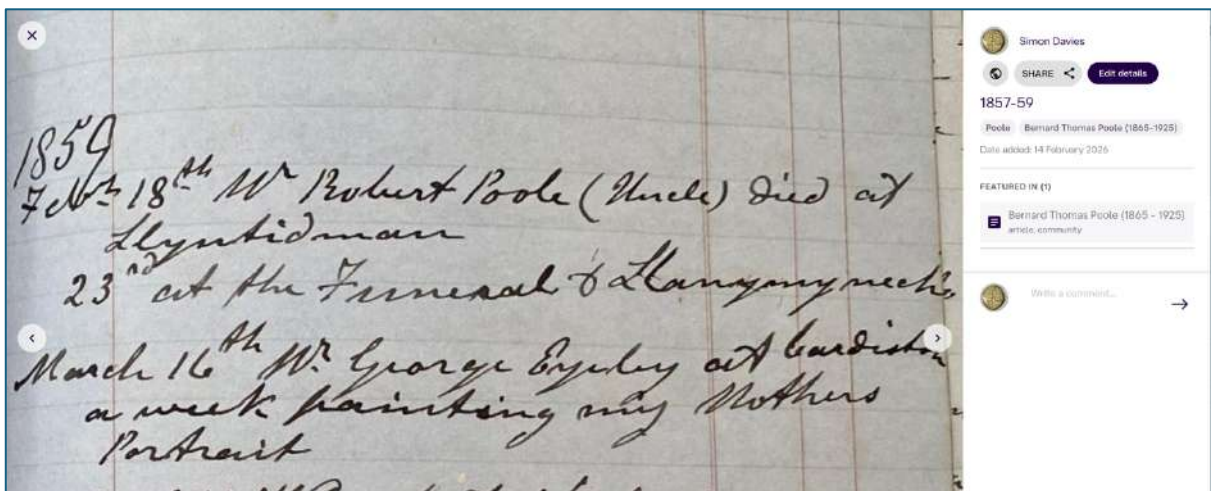 1859
Feb 18th Mr Robert Poole (Uncle) died at
Llyntidman
23rd at the Funeral to Llanymynech
March 16th Mr George at Cardiston
a week painting my Mothers
Portrait
Simon Davies
SHARE
Edit details
1857-59
Poole
Bernard Thomas Poole (1865-1925)
Date added: 14 February 2026
FEATURED IN (1)
Bernard Thomas Poole (1865 - 1925)
article, community
Write a comment...